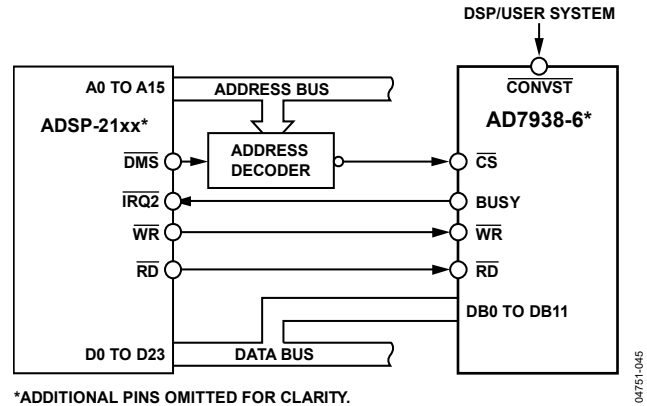 DSP/USER SYSTEM
A0 TO A15
ADDRESS BUS
CONVST
ADSP-21xx*
AD7938-6*
DMS
ADDRESS
DECODER
CS
IRQ2
BUSY
WR
WR
RD
RD
DB0 TO DB11
D0 TO D23
DATA BUS
*ADDITIONAL PINS OMITTED FOR CLARITY.
04751-045